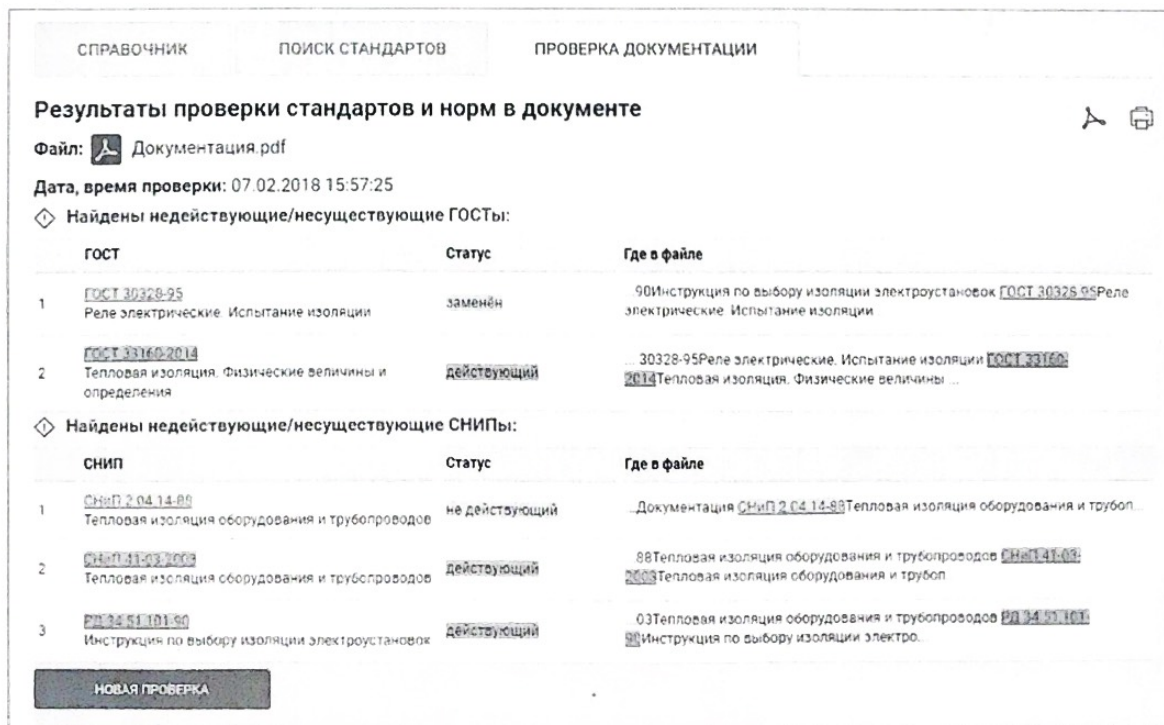 СПРАВОЧНИК ПОИСК СТАНДАРТОВ ПРОВЕРКА ДОКУМЕНТАЦИИ
Результаты проверки стандартов и норм в документе
Файл: Документация.pdf
Дата, время проверки: 07.02.2018 15:57:25
Найдены недействующие/несуществующие ГОСТы:
ГОСТ Статус Где в файле
1 ГОСТ 30328-95
Реле электрические. Испытание изоляции
заменён
90Инструкция по выбору изоляции электроустановок ГОСТ 30328-95Реле
электрические. Испытание изоляции
2 ГОСТ 33160-2014
Тепловая изоляция. Физические величины и
определения
действующий
... 30328-95Реле электрические. Испытание изоляции ГОСТ 33160-
2014Тепловая изоляция. Физические величины ...
Найдены недействующие/несуществующие СНИПы:
СНИП Статус Где в файле
1 СНиП 2.04.14-88
Тепловая изоляция оборудования и трубопроводов
не действующий
...Документация СНиП 2.04.14-88Тепловая изоляция оборудования и трубоп...
2 СНиП 41-03-2003
Тепловая изоляция оборудования и трубопроводов
действующий
88Тепловая изоляция оборудования и трубопроводов СНиП 41-03-
2003Тепловая изоляция оборудования и трубоп
3 РД 34.51.101-90
Инструкция по выбору изоляции электроустановок
действующий
...03Тепловая изоляция оборудования и трубопроводов РД 34.51.101-
90Инструкция по выбору изоляции электро...
НОВАЯ ПРОВЕРКА